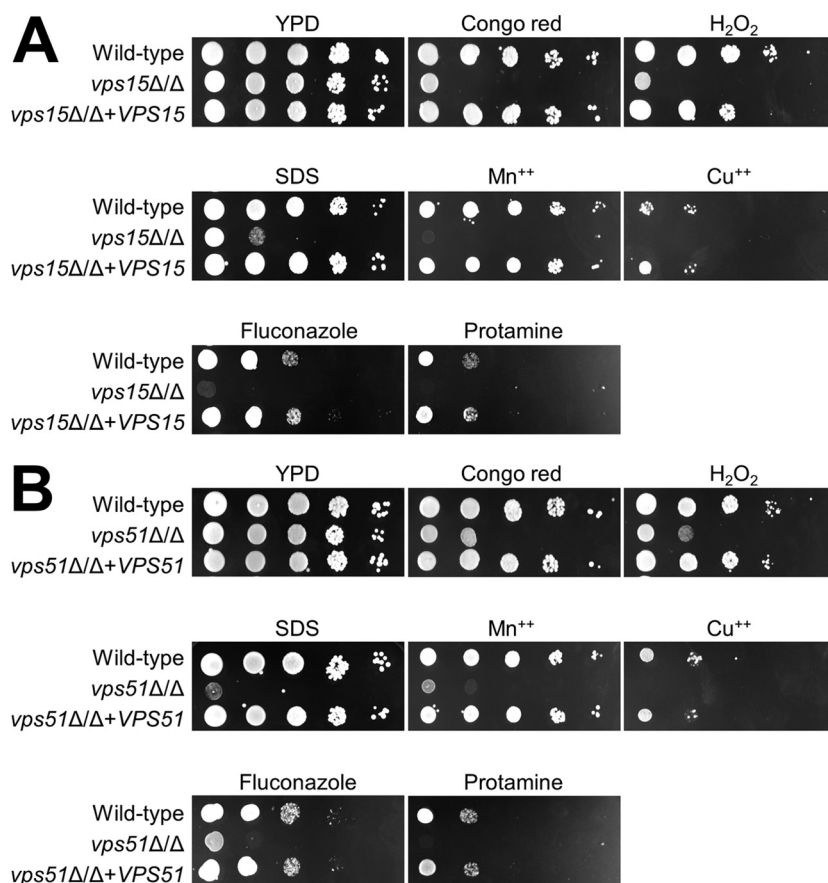 A
YPD Congo red H₂O₂
Wild-type
vps15Δ/Δ
vps15Δ/Δ+VPS15
SDS Mn⁺⁺ Cu⁺⁺
Wild-type
vps15Δ/Δ
vps15Δ/Δ+VPS15
Fluconazole Protamine
Wild-type
vps15Δ/Δ
vps15Δ/Δ+VPS15
B
YPD Congo red H₂O₂
Wild-type
vps51Δ/Δ
vps51Δ/Δ+VPS51
SDS Mn⁺⁺ Cu⁺⁺
Wild-type
vps51Δ/Δ
vps51Δ/Δ+VPS51
Fluconazole Protamine
Wild-type
vps51Δ/Δ
vps51Δ/Δ+VPS51